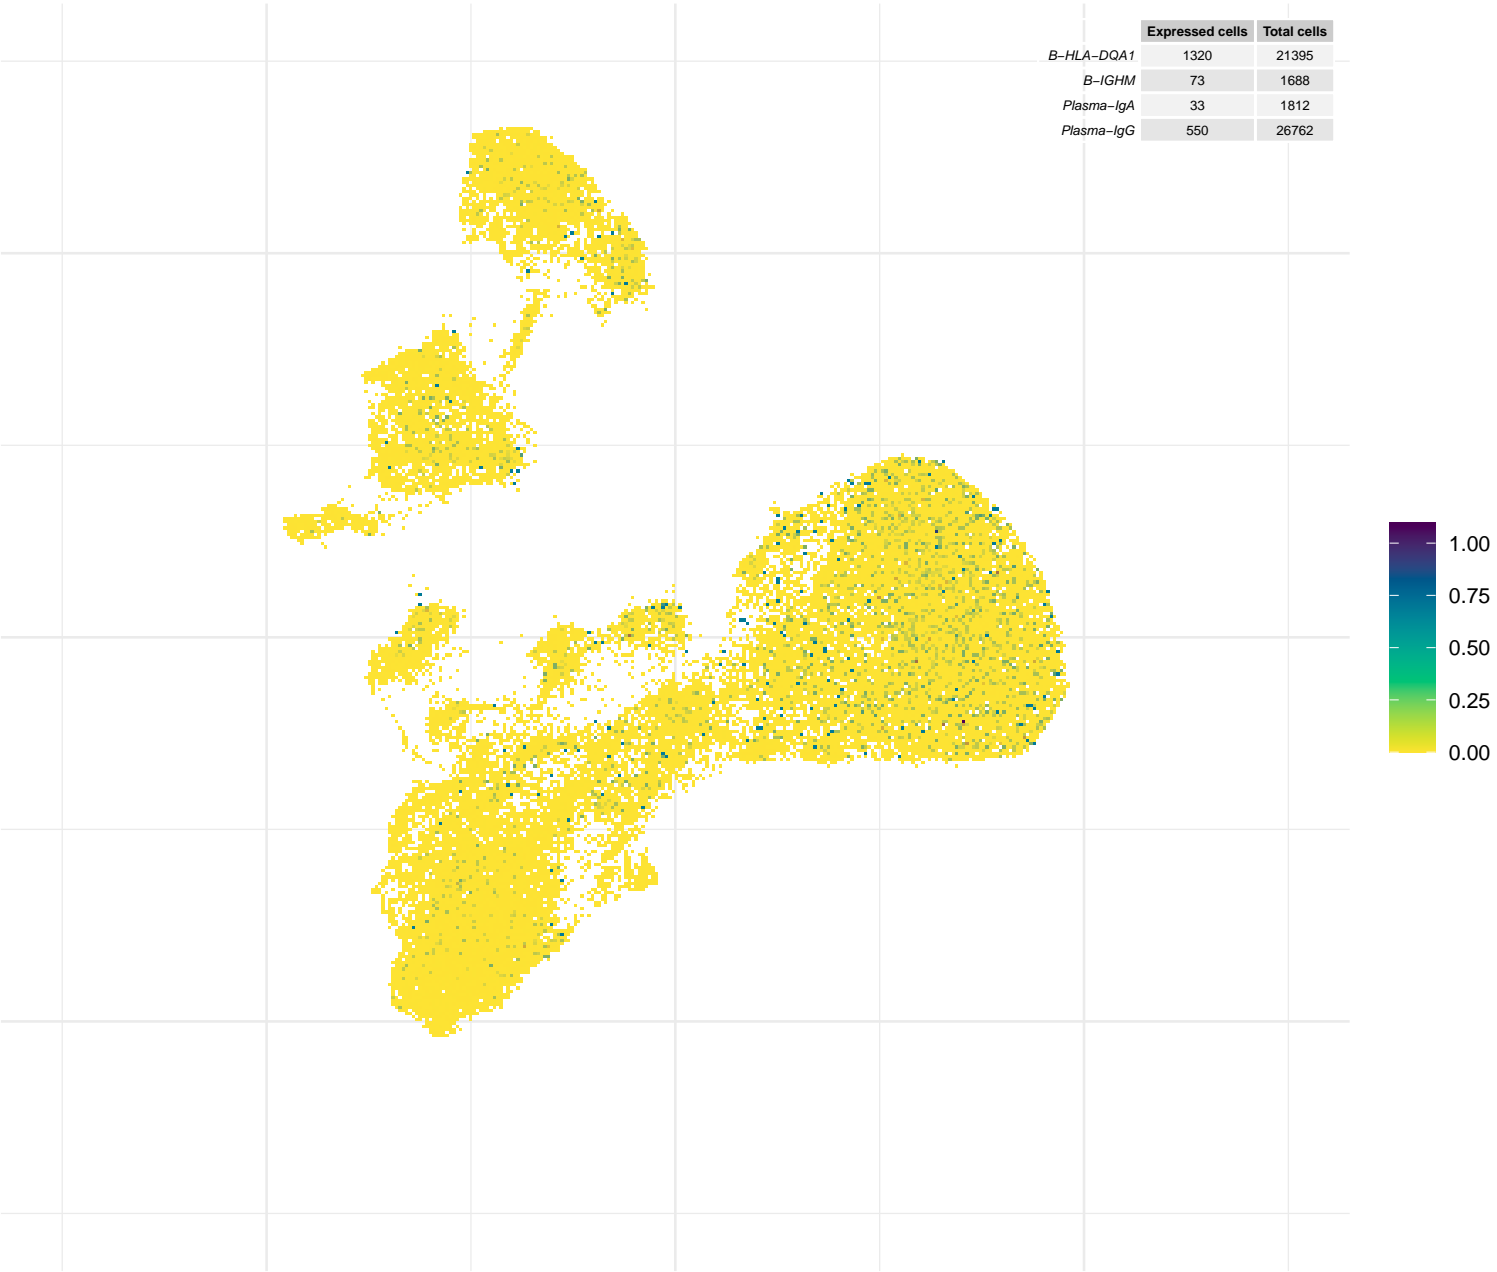 Expressed cells Total cells
B−HLA−DQA1 1320 21395
B−IGHM 73 1688
Plasma−IgA 33 1812
Plasma−IgG 550 26762
1.00
0.75
0.50
0.25
0.00